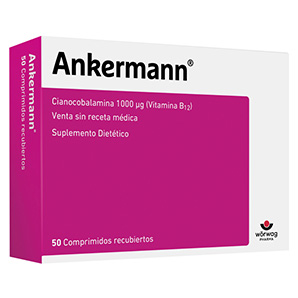 Ankermann®
Cianocobalamina 1000 µg (Vitamina B₁₂)
Venta sin receta médica
Suplemento Dietético
50 Comprimidos recubiertos
wörwag
PHARMA
Ankermann®
50 Comprimidos recubiertos